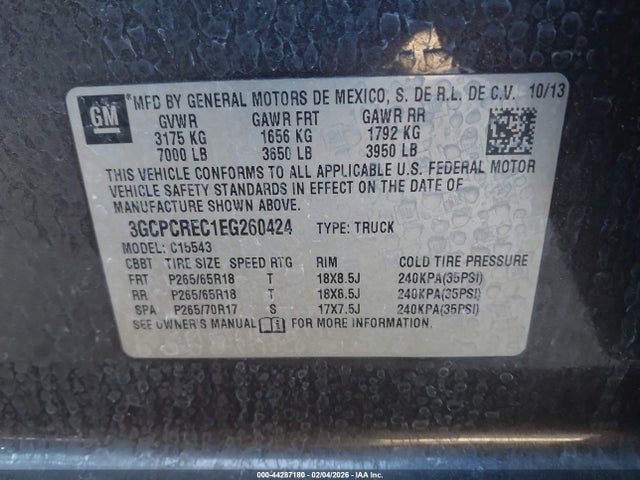 GM
MFD BY GENERAL MOTORS DE MEXICO, S. DE R.L. DE C.V. 10/13
GVWR GAWR FRT GAWR RR
3175 KG 1656 KG 1792 KG
7000 LB 3650 LB 3950 LB
THIS VEHICLE CONFORMS TO ALL APPLICABLE U.S. FEDERAL MOTOR
VEHICLE SAFETY STANDARDS IN EFFECT ON THE DATE OF
MANUFACTURE SHOWN ABOVE.
3GCPCREC1EG260424 TYPE: TRUCK
MODEL: C15543
CBBT TIRE SIZE SPEED RTG RIM COLD TIRE PRESSURE
FRT P265/65R18 T 18X8.5J 240KPA(35PSI)
RR P265/65R18 T 18X8.5J 240KPA(35PSI)
SPA P265/70R17 S 17X7.5J 240KPA(35PSI)
SEE OWNER'S MANUAL FOR MORE INFORMATION.
000-44287180 - 02/04/2026 - IAA Inc.